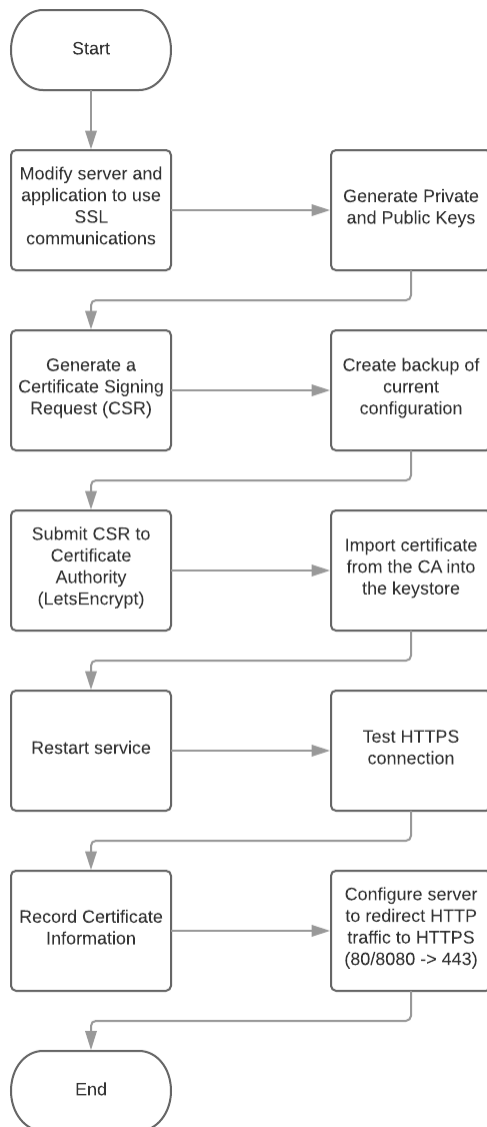 Start
Modify server and
application to use
SSL
communications
Generate Private
and Public Keys
Generate a
Certificate Signing
Request (CSR)
Create backup of
current
configuration
Submit CSR to
Certificate
Authority
(LetsEncrypt)
Import certificate
from the CA into
the keystore
Restart service
Test HTTPS
connection
Record Certificate
Information
Configure server
to redirect HTTP
traffic to HTTPS
(80/8080 -> 443)
End